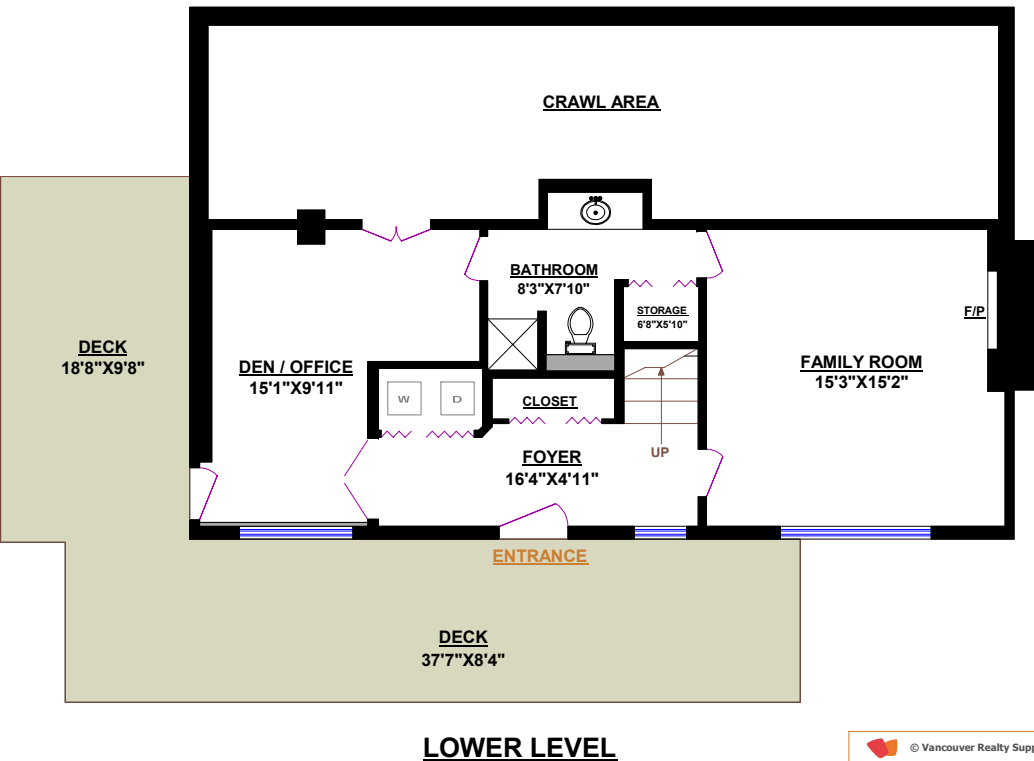 CRAWL AREA
BATHROOM
8'3"X7'10"
STORAGE
6'8"X5'10"
F/P
DECK
18'8"X9'8"
DEN / OFFICE
15'1"X9'11"
FAMILY ROOM
15'3"X15'2"
W
D
CLOSET
UP
FOYER
16'4"X4'11"
ENTRANCE
DECK
37'7"X8'4"
LOWER LEVEL
© Vancouver Realty Supp